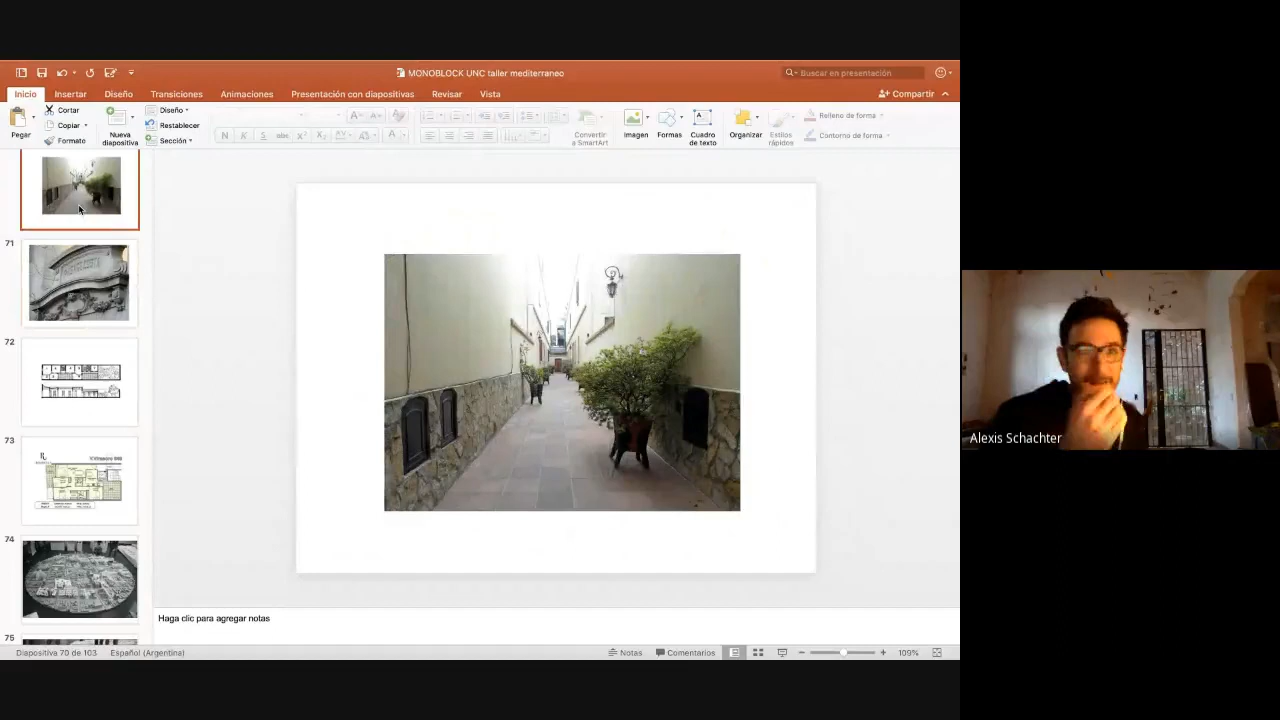 MONOBLOCK UNC taller mediterraneo
Buscar en presentación
Inicio
Insertar
Diseño
Transiciones
Animaciones
Presentación con diapositivas
Revisar
Vista
Compartir
Pegar
Cortar
Copiar
Formato
Nueva
diapositiva
Diseño
Restablecer
Sección
N
K
S
abc
Convertir
a SmartArt
Imagen
Formas
Cuadro
de texto
Organizar
Estilos
rápidos
Relleno de forma
Contorno de forma
71
72
73
74
75
Haga clic para agregar notas
Diapositiva 70 de 103
Español (Argentina)
Notas
Comentarios
109%
Alexis Schachter